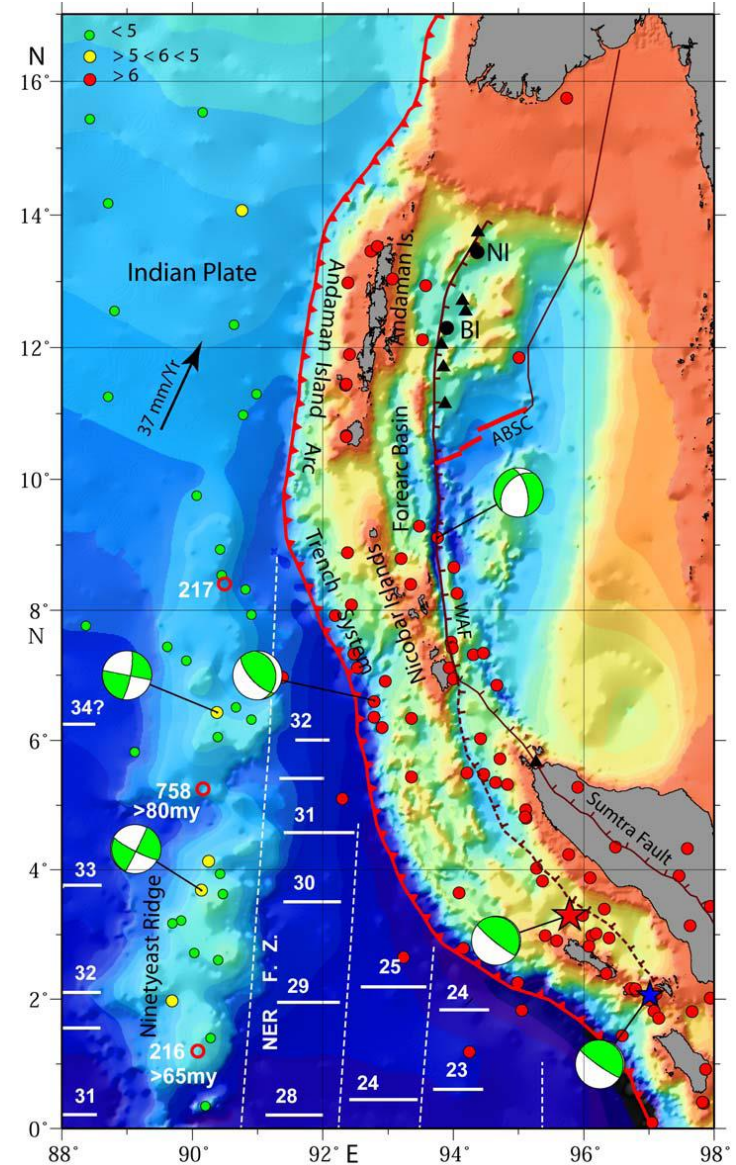 < 5
> 5 < 6 < 5
> 6
N
16°
14°
12°
10°
8°
N
6°
4°
2°
0°
Indian Plate
37 mm/Yr
Andaman Island Arc
Trench System
Andaman Is.
Forearc Basin
Nicobar Islands
NI
BI
ABSC
WAF
Sumtra Fault
217
34?
758
>80my
33
Ninetyeast Ridge
32
216
>65my
31
NER F. Z.
32
31
30
29
28
25
24
24
23
88°
90°
92° E
94°
96°
98°